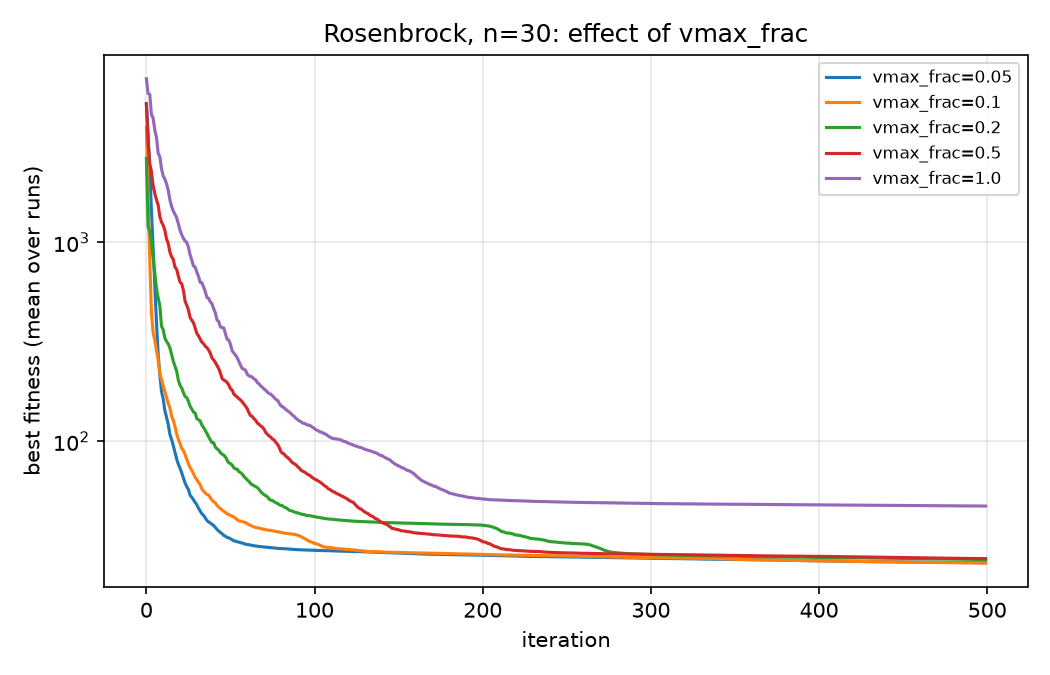 Rosenbrock, n=30: effect of vmax_frac
vmax_frac=0.05
vmax_frac=0.1
vmax_frac=0.2
vmax_frac=0.5
vmax_frac=1.0
best fitness (mean over runs)
10³
10²
0 100 200 300 400 500
iteration